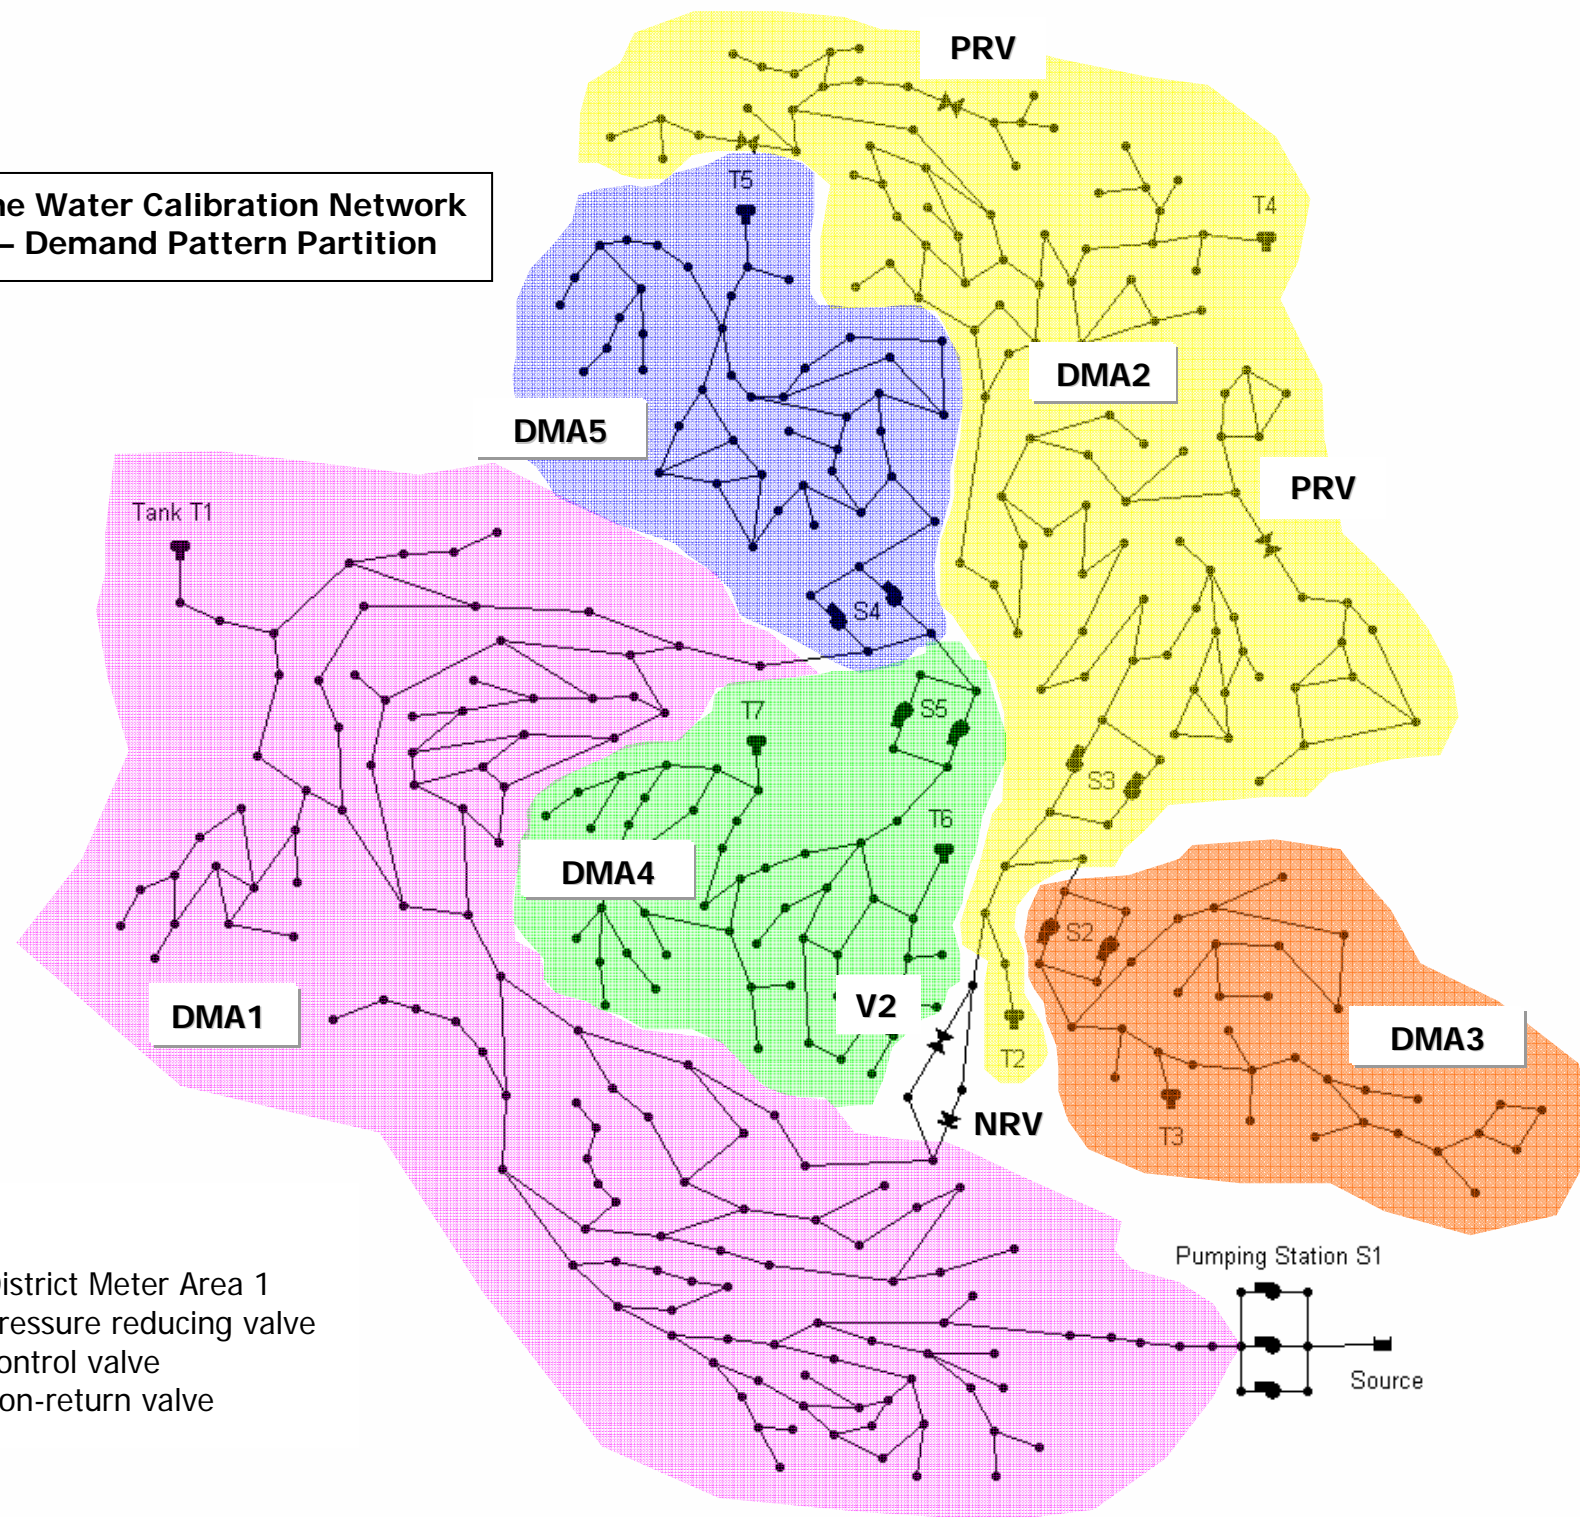 PRV
T5
he Water Calibration Network
– Demand Pattern Partition
T4
DMA2
DMA5
PRV
Tank T1
S4
T7
S5
S3
T6
DMA4
S2
V2
DMA1
DMA3
T2
NRV
T3
Pumping Station S1
istrict Meter Area 1
ressure reducing valve
ontrol valve
on-return valve
Source